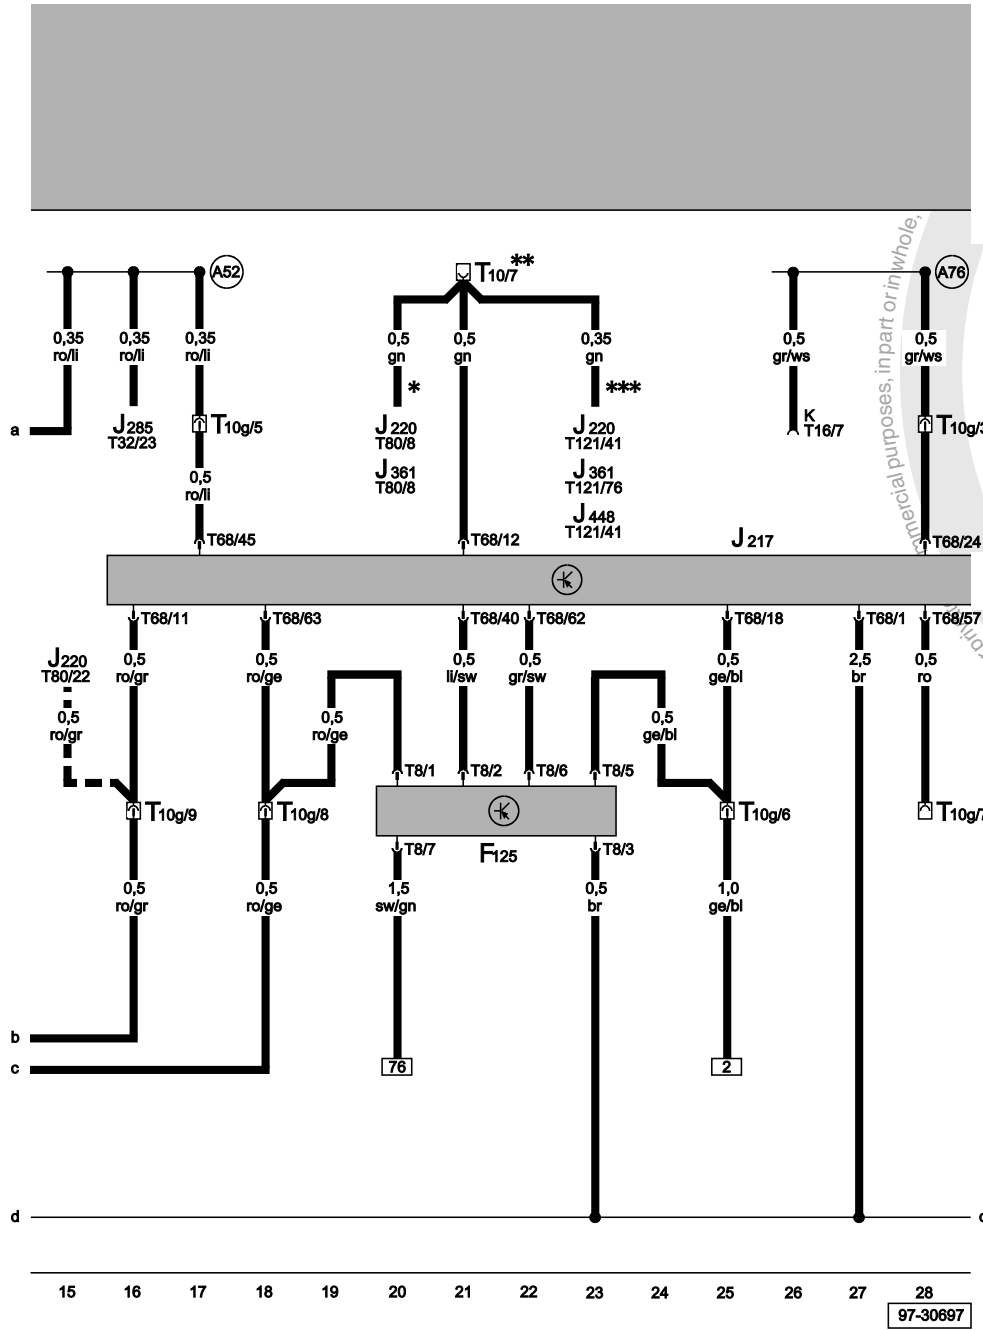 mercial purposes, in part or in whole,
A52
T10/7 **
A76
0,35 ro/li
0,35 ro/li
0,35 ro/li
0,5 gn
0,5 gn
0,35 gn
0,5 gr/ws
0,5 gr/ws
*
***
a
J285
T32/23
T10g/5
J220
T80/8
J361
T80/8
J220
T121/41
J361
T121/76
J448
T121/41
K
T16/7
T10g/3
0,5 ro/li
T68/45
T68/12
J217
T68/24
T68/11
T68/63
T68/40
T68/62
T68/18
T68/1
T68/57
J220
T80/22
0,5 ro/gr
0,5 ro/ge
0,5 li/sw
0,5 gr/sw
0,5 ge/bl
2,5 br
0,5 ro
0,5 ro/gr
0,5 ro/ge
0,5 ge/bl
T8/1
T8/2
T8/6
T8/5
T10g/9
T10g/8
T10g/6
T10g/7
T8/7
F125
T8/3
0,5 ro/gr
0,5 ro/ge
1,5 sw/gn
0,5 br
1,0 ge/bl
b
c
76
2
d
15 16 17 18 19 20 21 22 23 24 25 26 27 28
97-30697